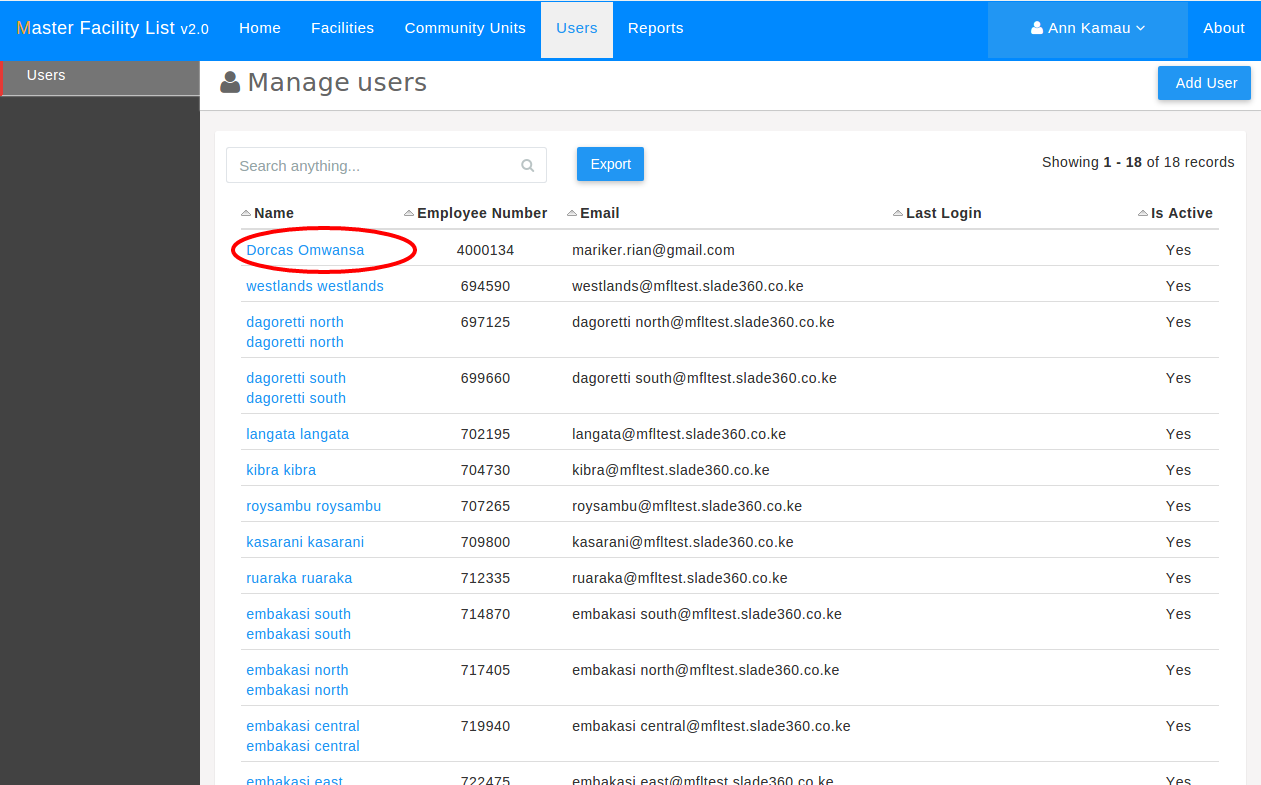 Master Facility List v2.0 Home Facilities Community Units Users Reports Ann Kamau About
Users
Manage users Add User
Search anything... Export Showing 1 - 18 of 18 records
Name Employee Number Email Last Login Is Active
Dorcas Omwansa 4000134 mariker.rian@gmail.com Yes
westlands westlands 694590 westlands@mfltest.slade360.co.ke Yes
dagoretti north 697125 dagoretti north@mfltest.slade360.co.ke Yes
dagoretti north
dagoretti south 699660 dagoretti south@mfltest.slade360.co.ke Yes
dagoretti south
langata langata 702195 langata@mfltest.slade360.co.ke Yes
kibra kibra 704730 kibra@mfltest.slade360.co.ke Yes
roysambu roysambu 707265 roysambu@mfltest.slade360.co.ke Yes
kasarani kasarani 709800 kasarani@mfltest.slade360.co.ke Yes
ruaraka ruaraka 712335 ruaraka@mfltest.slade360.co.ke Yes
embakasi south 714870 embakasi south@mfltest.slade360.co.ke Yes
embakasi south
embakasi north 717405 embakasi north@mfltest.slade360.co.ke Yes
embakasi north
embakasi central 719940 embakasi central@mfltest.slade360.co.ke Yes
embakasi central
embakasi east 722475 embakasi east@mfltest.slade360.co.ke Yes